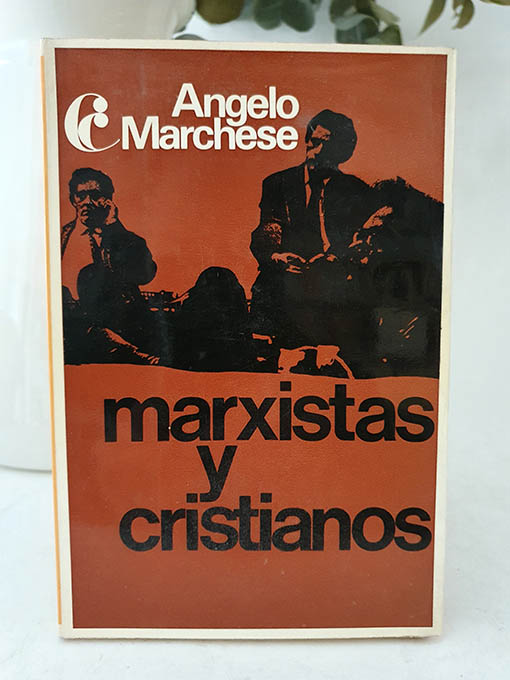 Angelo
Marchese
marxistas
y
cristianos